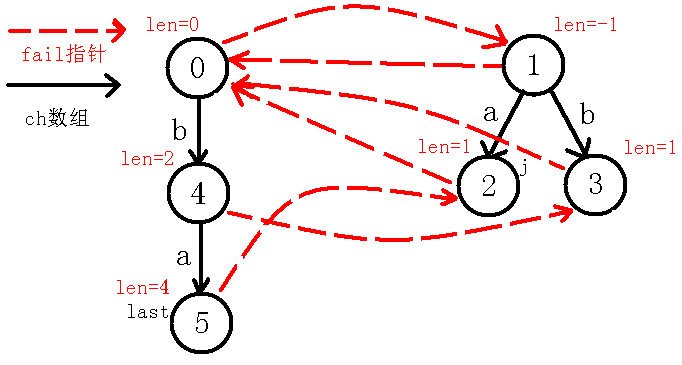 len=0
len=-1
fail指针
0
1
ch数组
a
b
b
len=2
len=1
len=1
j
4
2
3
a
len=4
last
5